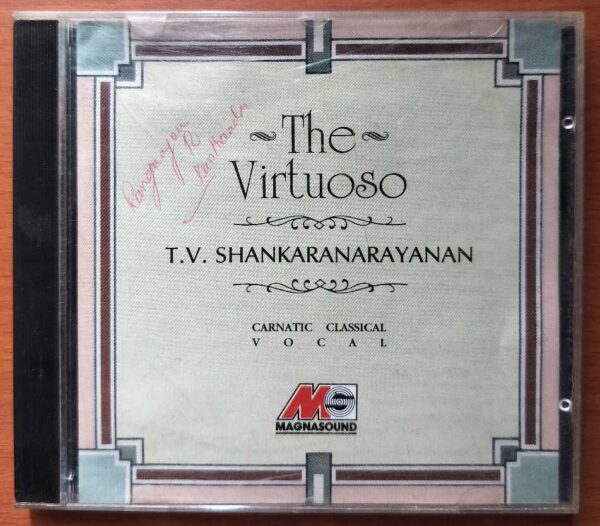 ~ The ~
Virtuoso
T.V. SHANKARANARAYANAN
CARNATIC CLASSICAL
VOCAL
MAGNASOUND